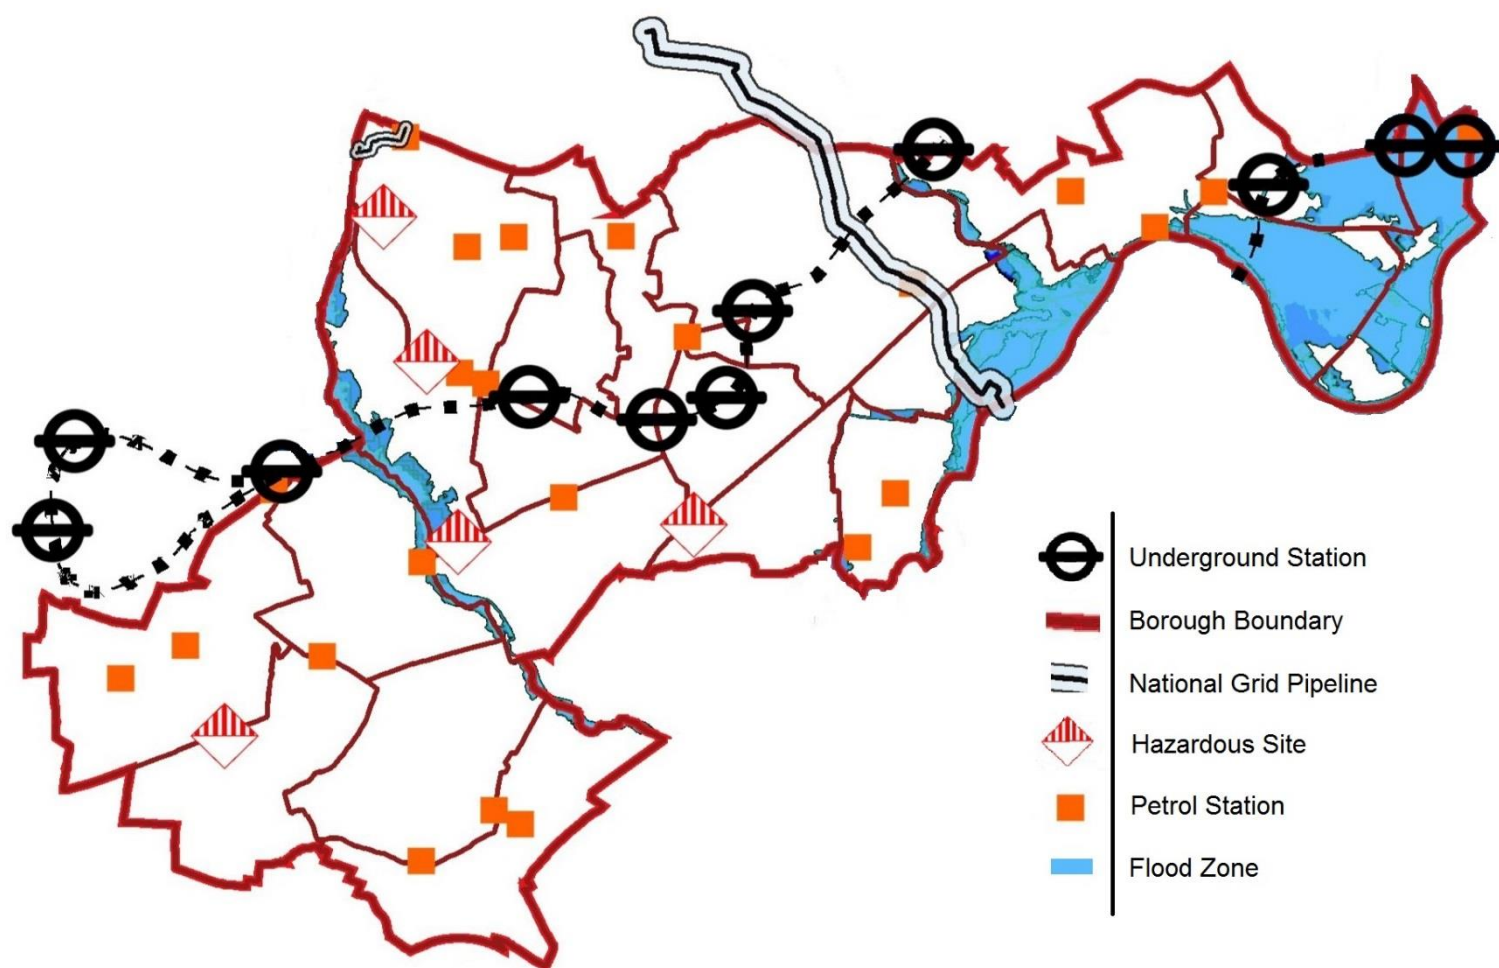 Underground Station
Borough Boundary
National Grid Pipeline
Hazardous Site
Petrol Station
Flood Zone